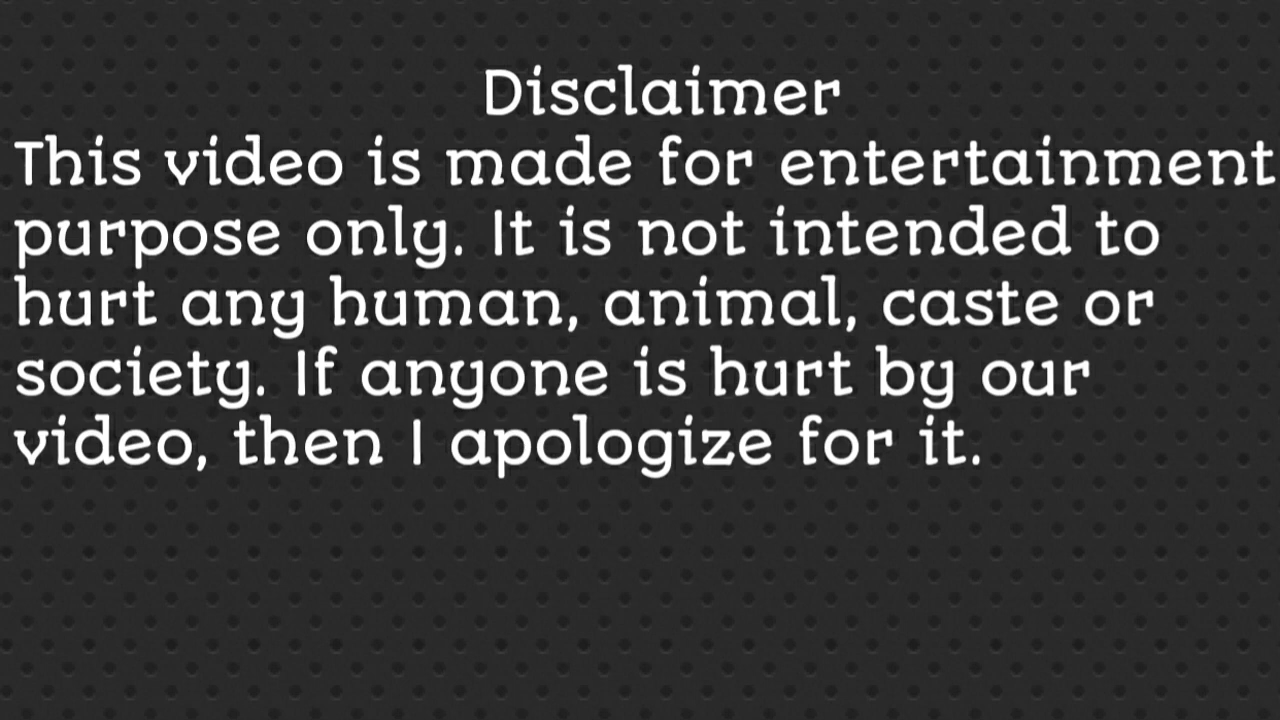 Disclaimer
This video is made for entertainment
purpose only. It is not intended to
hurt any human, animal, caste or
society. If anyone is hurt by our
video, then I apologize for it.